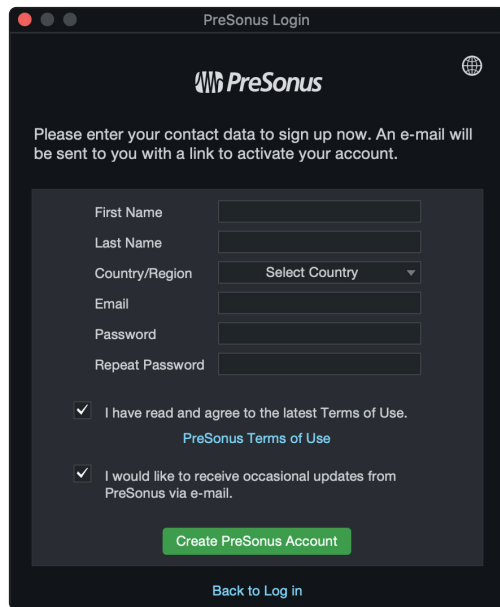 PreSonus Login
PreSonus
Please enter your contact data to sign up now. An e-mail will
be sent to you with a link to activate your account.
First Name
Last Name
Country/Region Select Country
Email
Password
Repeat Password
I have read and agree to the latest Terms of Use.
PreSonus Terms of Use
I would like to receive occasional updates from
PreSonus via e-mail.
Create PreSonus Account
Back to Log in